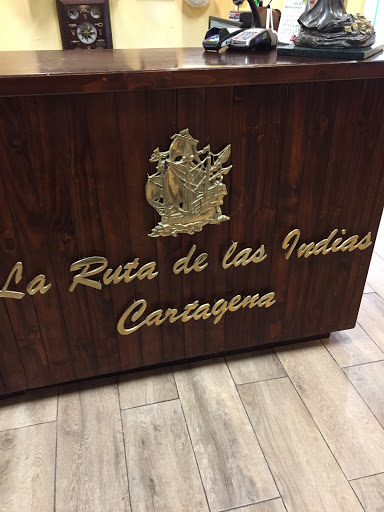 La Ruta de las Indias
Cartagena